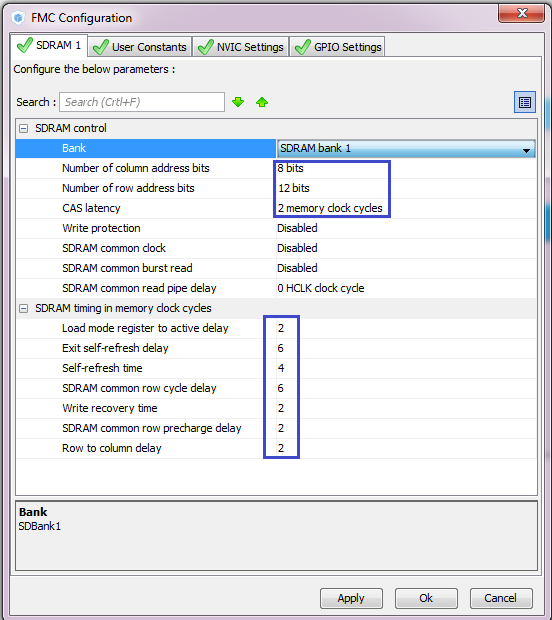 FMC Configuration
SDRAM 1 User Constants NVIC Settings GPIO Settings
Configure the below parameters :
Search : Search (Crtl+F)
SDRAM control
Bank SDRAM bank 1
Number of column address bits 8 bits
Number of row address bits 12 bits
CAS latency 2 memory clock cycles
Write protection Disabled
SDRAM common clock Disabled
SDRAM common burst read Disabled
SDRAM common read pipe delay 0 HCLK clock cycle
SDRAM timing in memory clock cycles
Load mode register to active delay 2
Exit self-refresh delay 6
Self-refresh time 4
SDRAM common row cycle delay 6
Write recovery time 2
SDRAM common row precharge delay 2
Row to column delay 2
Bank
SDBank1
Apply Ok Cancel